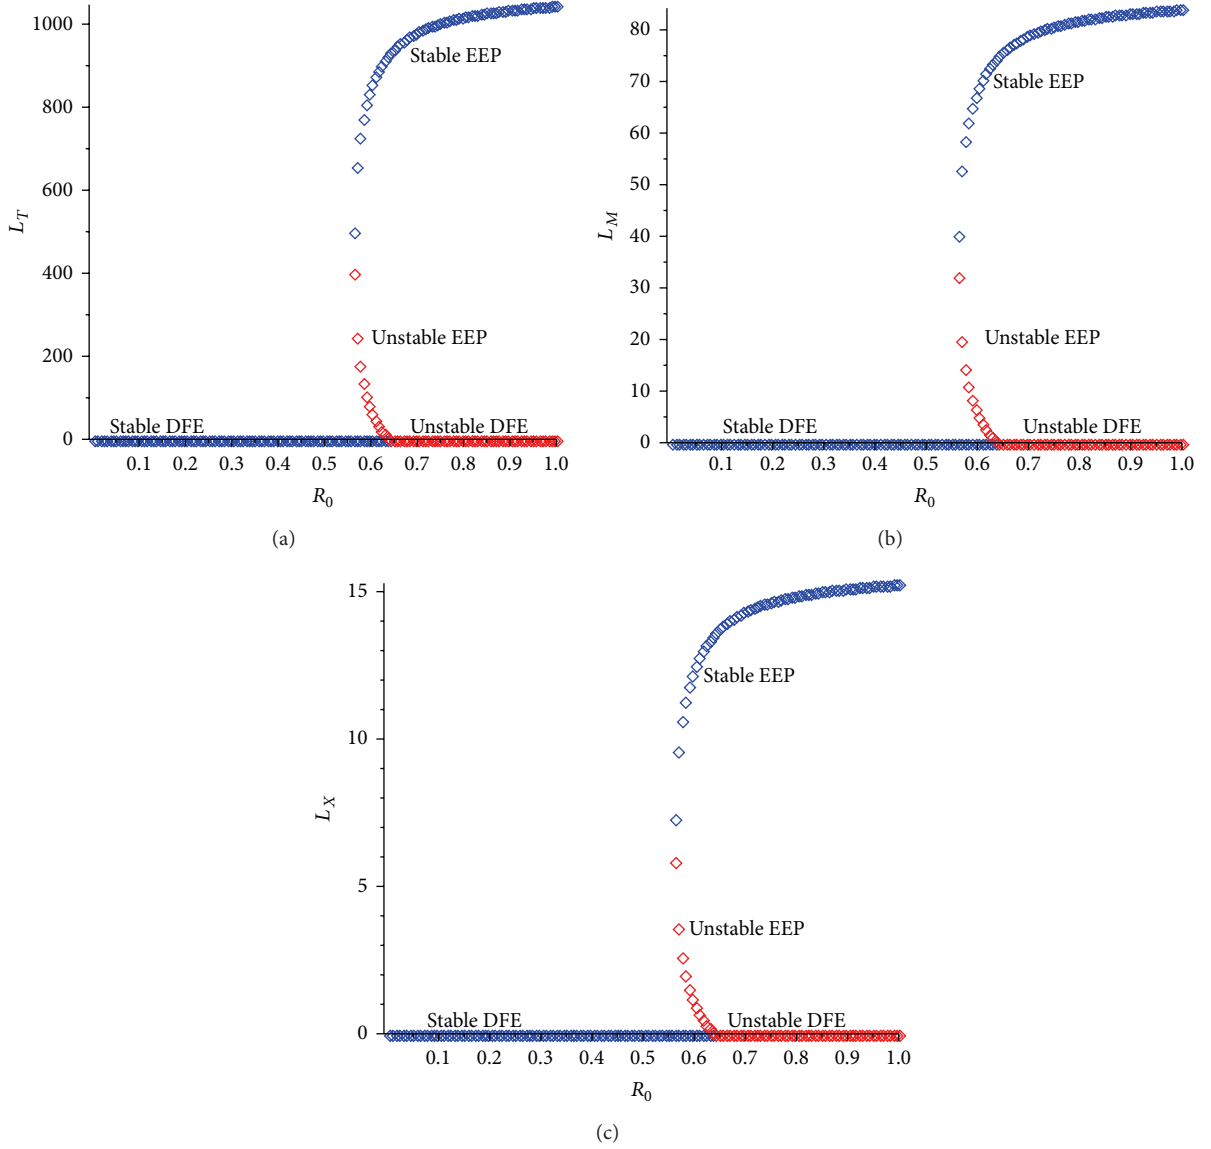 1000
800
600
400
200
0
L_T
Stable EEP
Unstable EEP
Stable DFE
Unstable DFE
0.1 0.2 0.3 0.4 0.5 0.6 0.7 0.8 0.9 1.0
R_0
(a)
80
70
60
50
40
30
20
10
0
L_M
Stable EEP
Unstable EEP
Stable DFE
Unstable DFE
0.1 0.2 0.3 0.4 0.5 0.6 0.7 0.8 0.9 1.0
R_0
(b)
15
10
5
0
L_X
Stable EEP
Unstable EEP
Stable DFE
Unstable DFE
0.1 0.2 0.3 0.4 0.5 0.6 0.7 0.8 0.9 1.0
R_0
(c)